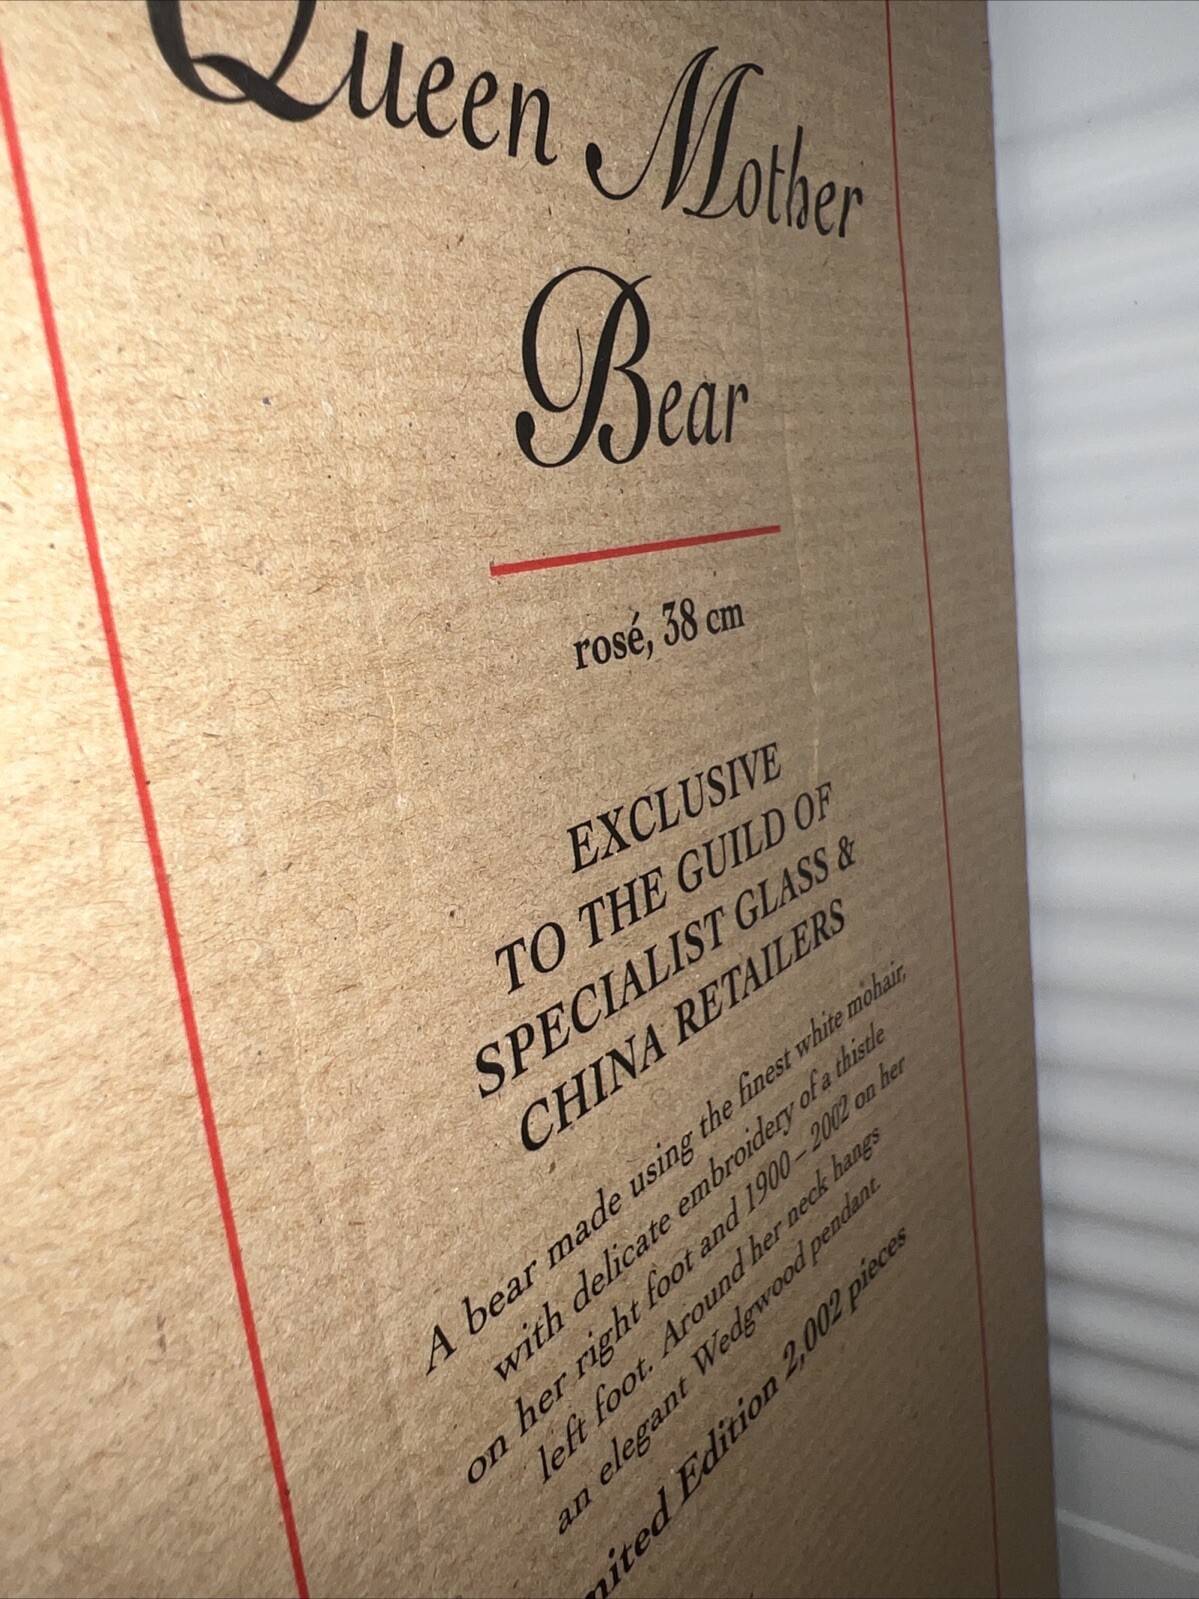 Queen Mother
Bear
rosé, 38 cm
EXCLUSIVE
TO THE GUILD OF
SPECIALIST GLASS &
CHINA RETAILERS
A bear made using the finest white mohair,
with delicate embroidery of a thistle
on her right foot and 1900 – 2002 on her
left foot. Around her neck hangs
an elegant Wedgwood pendant.
mited Edition 2,002 pieces